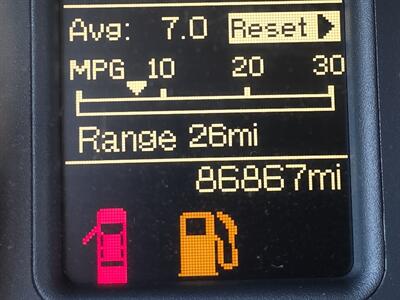 Avg: 7.0 Reset
MPG 10 20 30
Range 26mi
86867mi